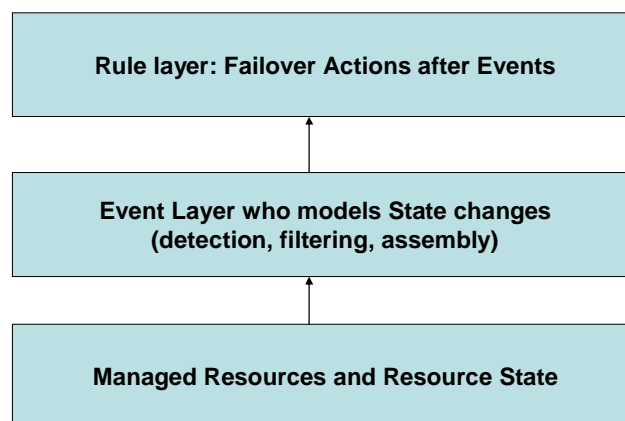 Rule layer: Failover Actions after Events
Event Layer who models State changes
(detection, filtering, assembly)
Managed Resources and Resource State